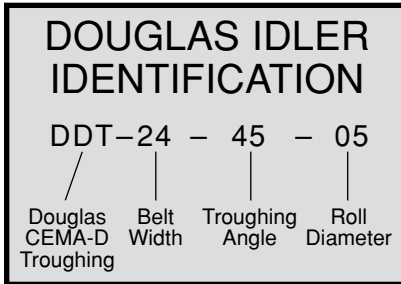 DOUGLAS IDLER
IDENTIFICATION
DDT–24 – 45 – 05
Douglas Belt Troughing Roll
CEMA-D Width Angle Diameter
Troughing